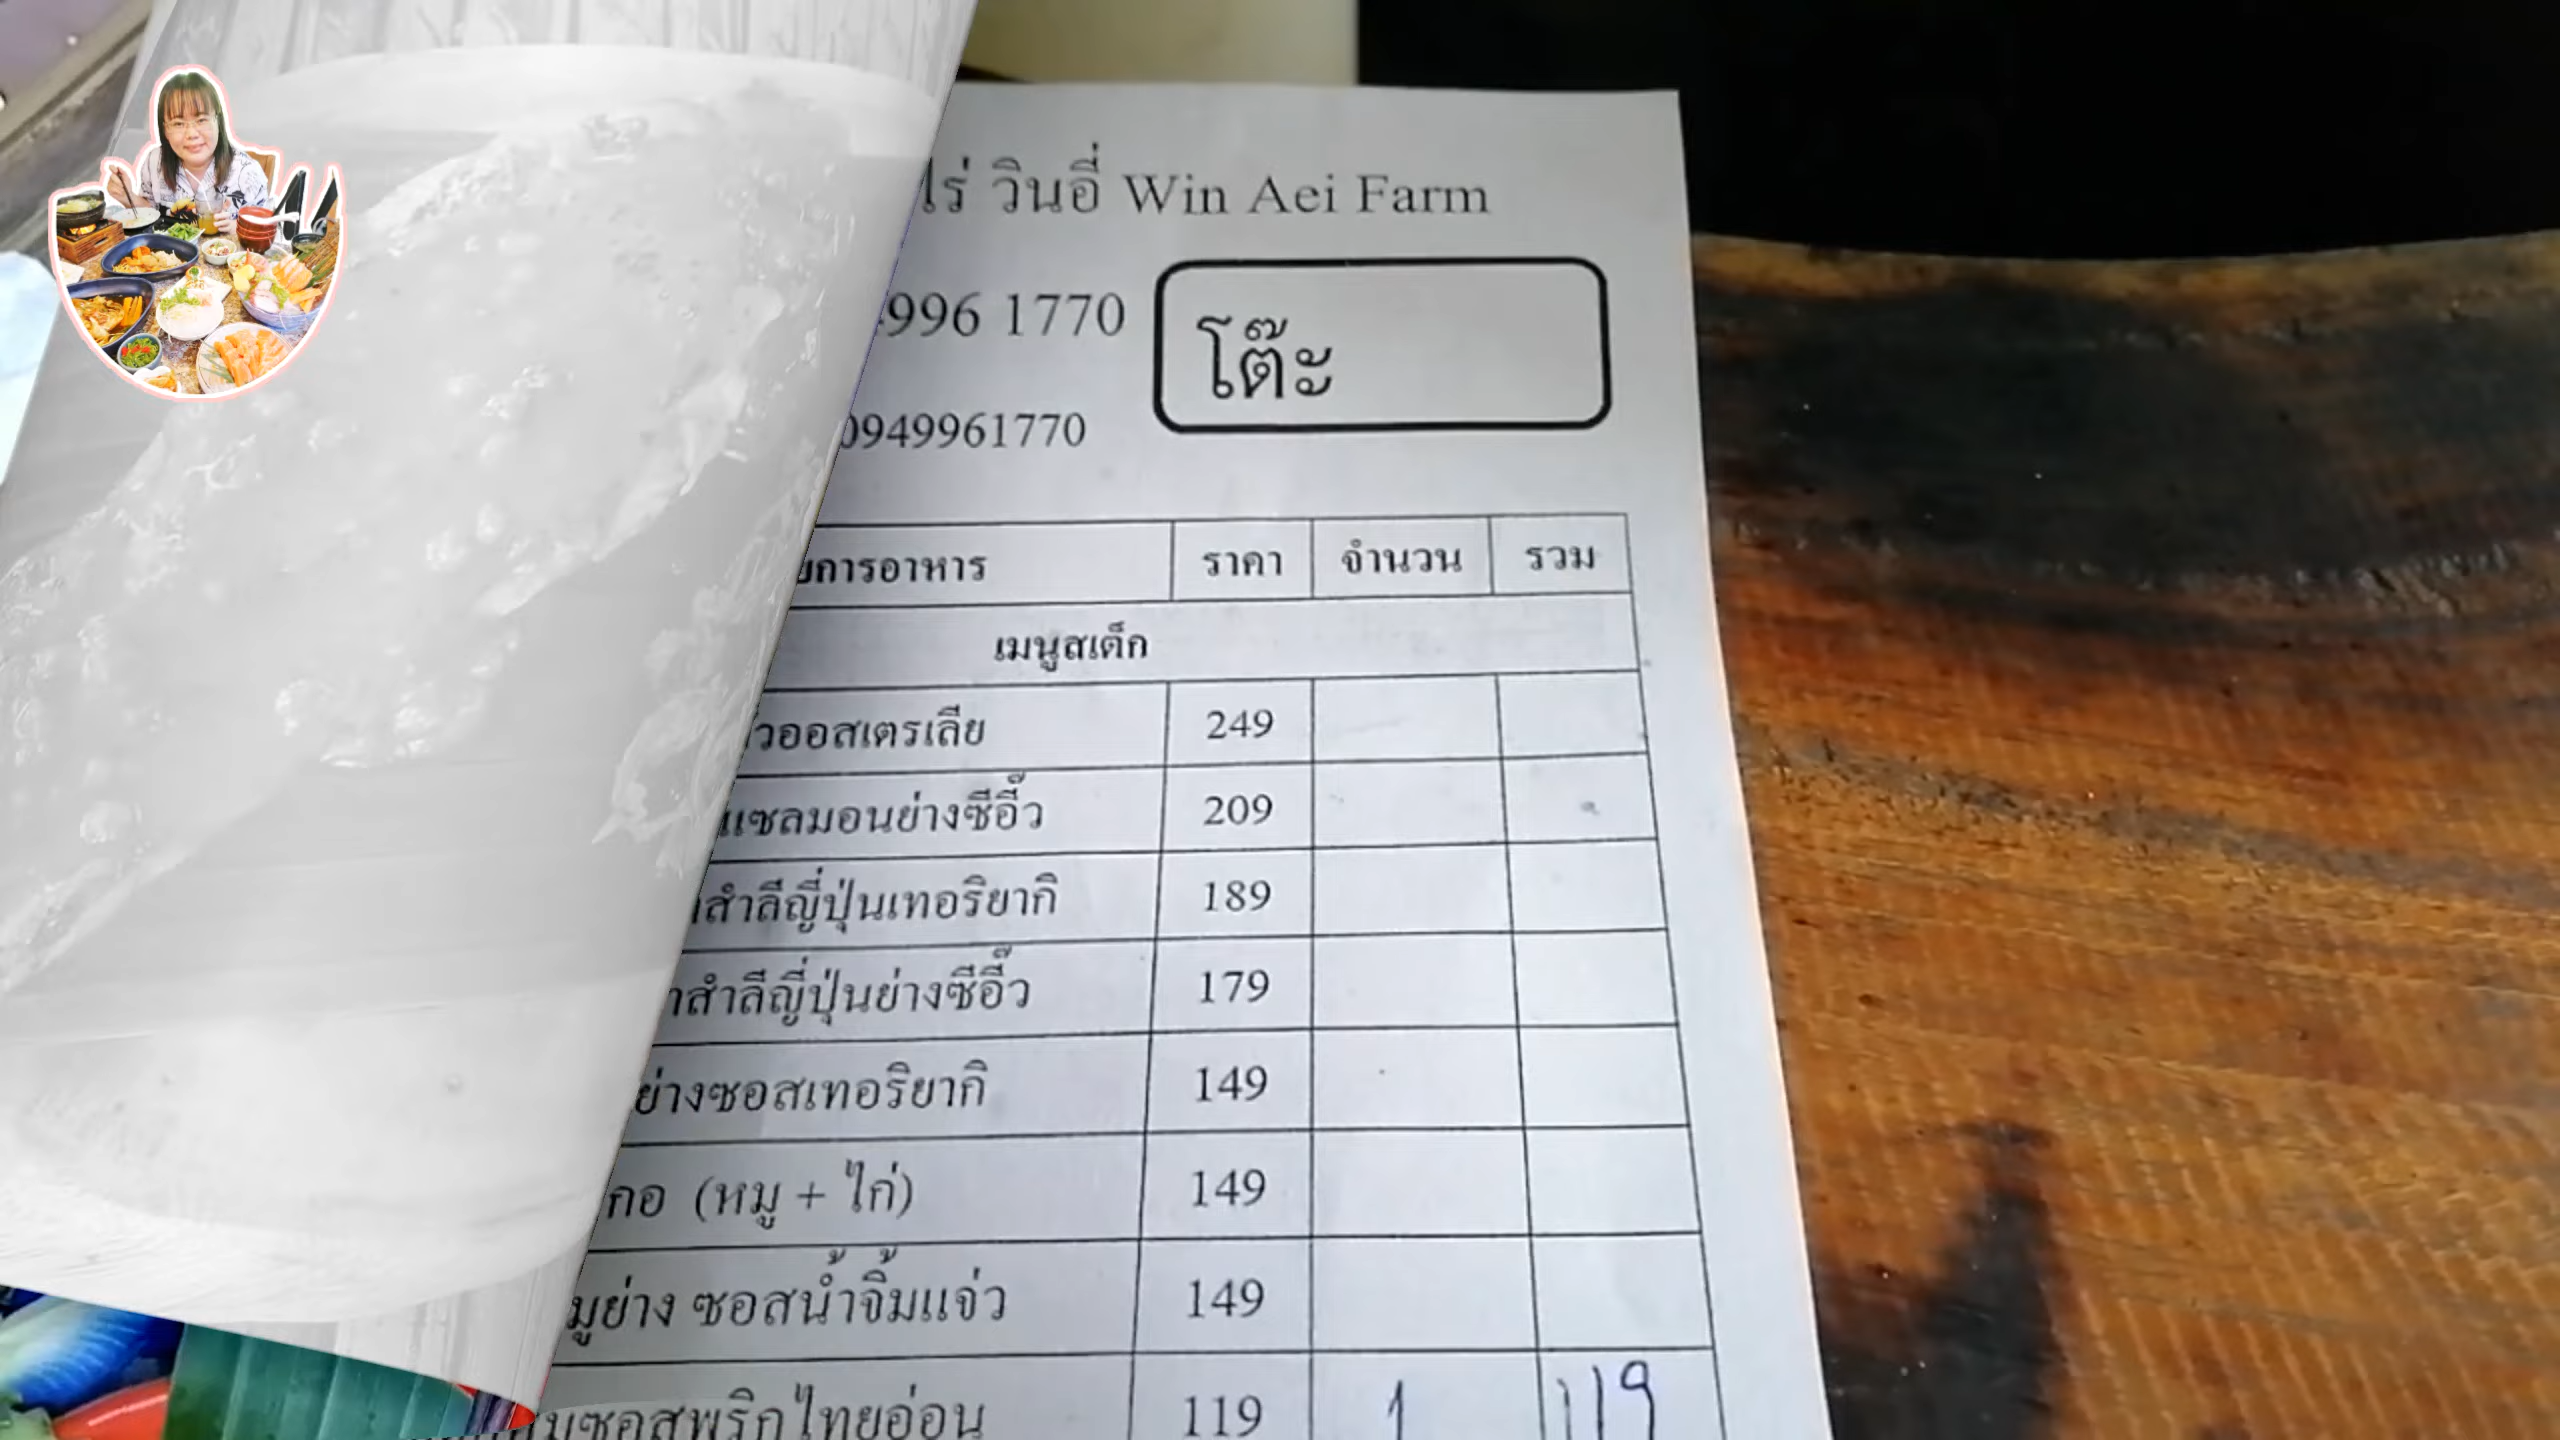 ไร่ วินอี่ Win Aei Farm
996 1770
โต๊ะ
0949961770
การอาหาร ราคา จำนวน รวม
เมนูสเต็ก
วออสเตรเลีย 249
แซลมอนย่างซีอิ๊ว 209
สำลีญี่ปุ่นเทอริยากิ 189
าสำลีญี่ปุ่นย่างซีอิ๊ว 179
ย่างซอสเทอริยากิ 149
กอ (หมู + ไก่) 149
มูย่าง ซอสน้ำจิ้มแจ่ว 149
มซอสพริกไทยอ่อน 119 1 119